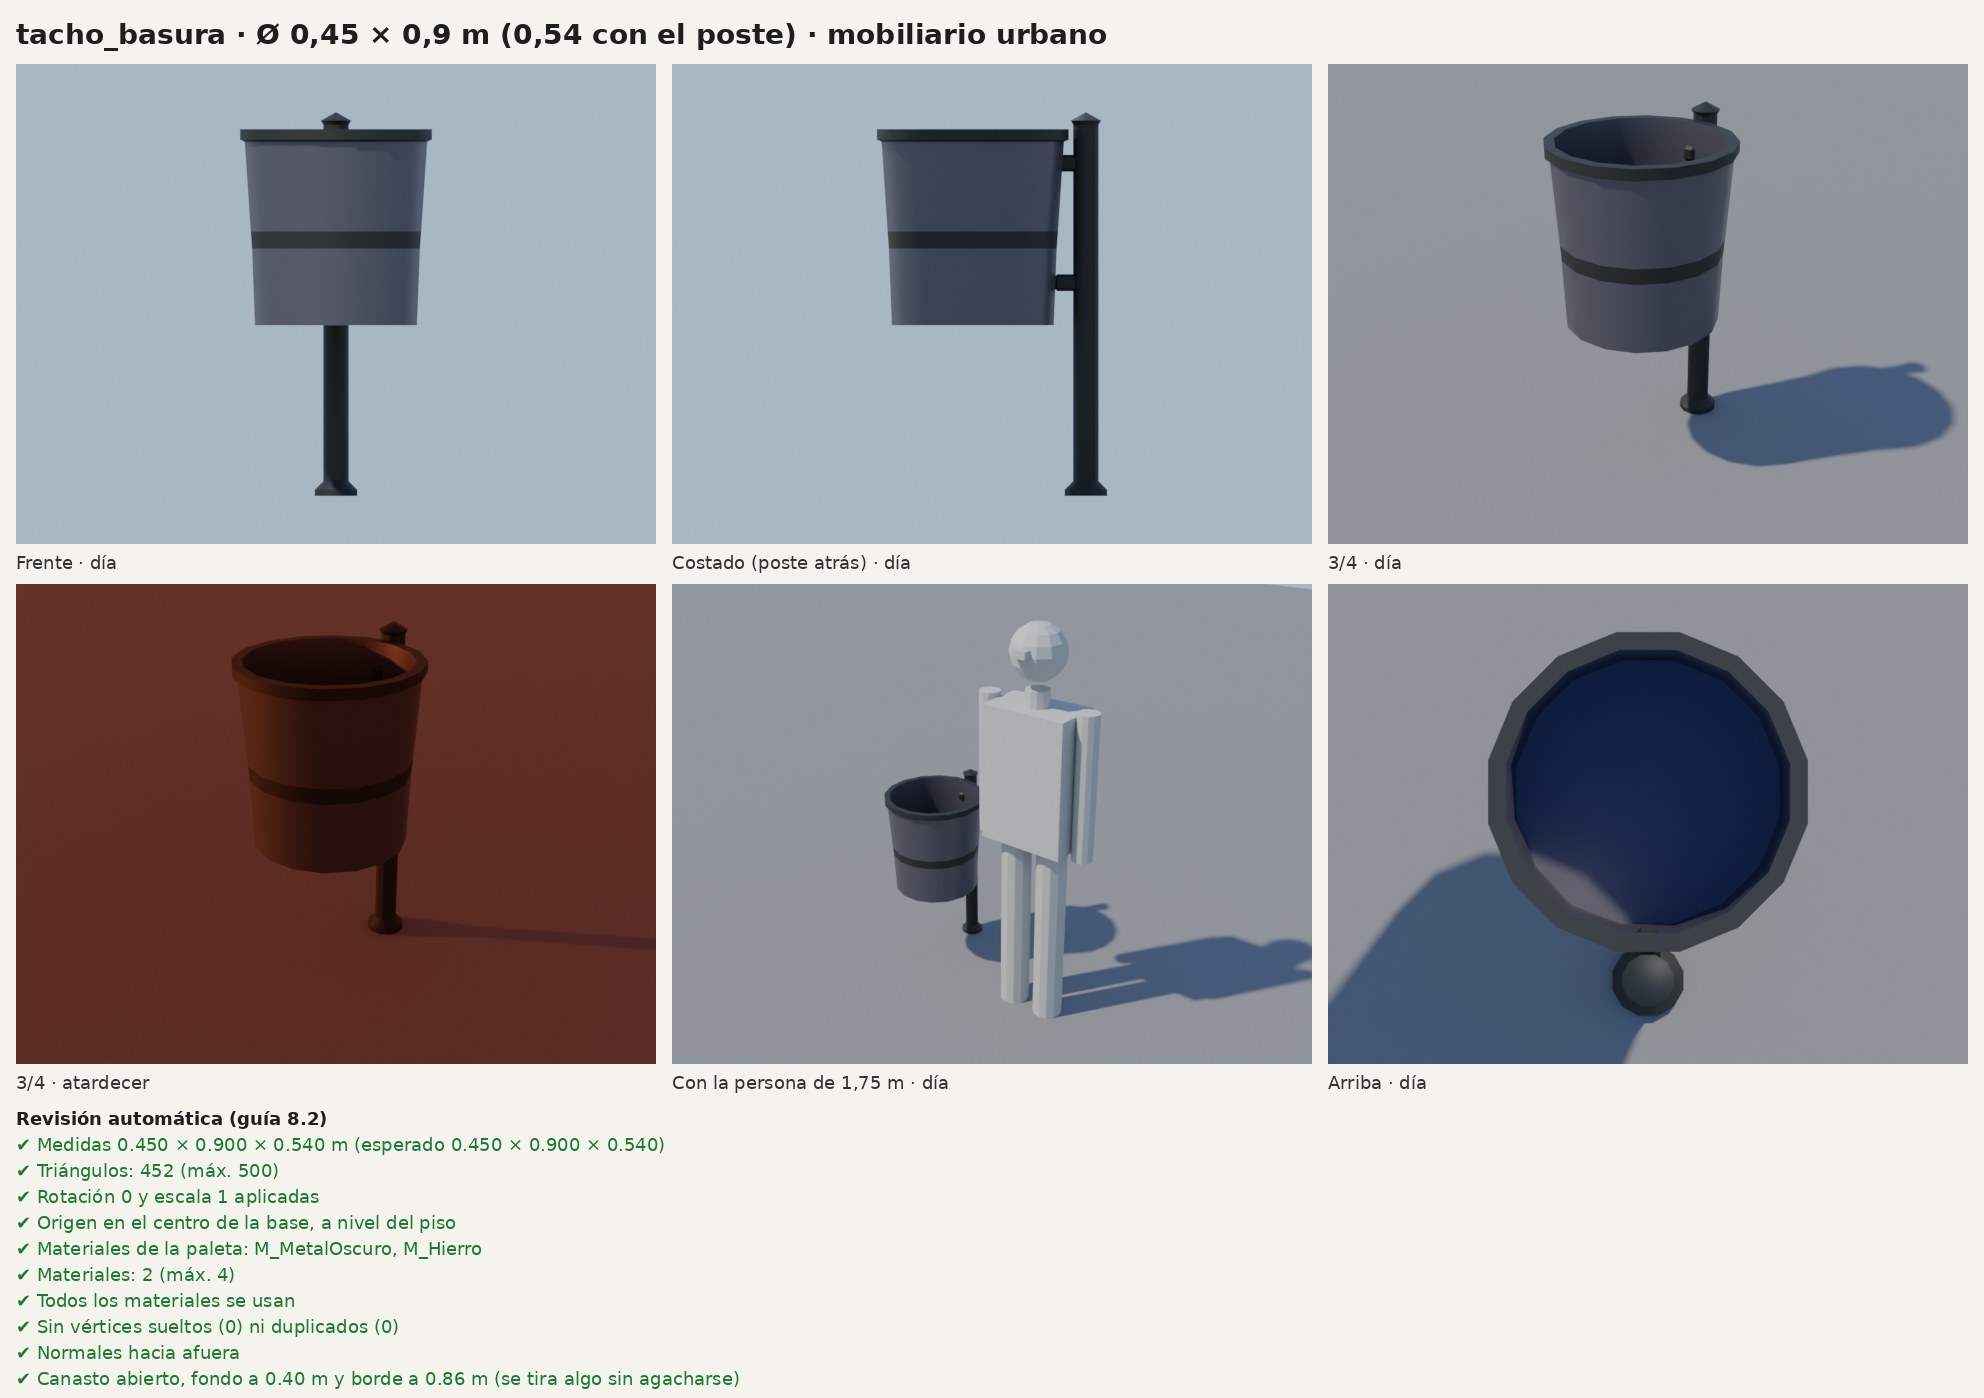 tacho_basura · Ø 0,45 × 0,9 m (0,54 con el poste) · mobiliario urbano
Frente · día
Costado (poste atrás) · día
3/4 · día
3/4 · atardecer
Con la persona de 1,75 m · día
Arriba · día
Revisión automática (guía 8.2)
✔ Medidas 0.450 × 0.900 × 0.540 m (esperado 0.450 × 0.900 × 0.540)
✔ Triángulos: 452 (máx. 500)
✔ Rotación 0 y escala 1 aplicadas
✔ Origen en el centro de la base, a nivel del piso
✔ Materiales de la paleta: M_MetalOscuro, M_Hierro
✔ Materiales: 2 (máx. 4)
✔ Todos los materiales se usan
✔ Sin vértices sueltos (0) ni duplicados (0)
✔ Normales hacia afuera
✔ Canasto abierto, fondo a 0.40 m y borde a 0.86 m (se tira algo sin agacharse)